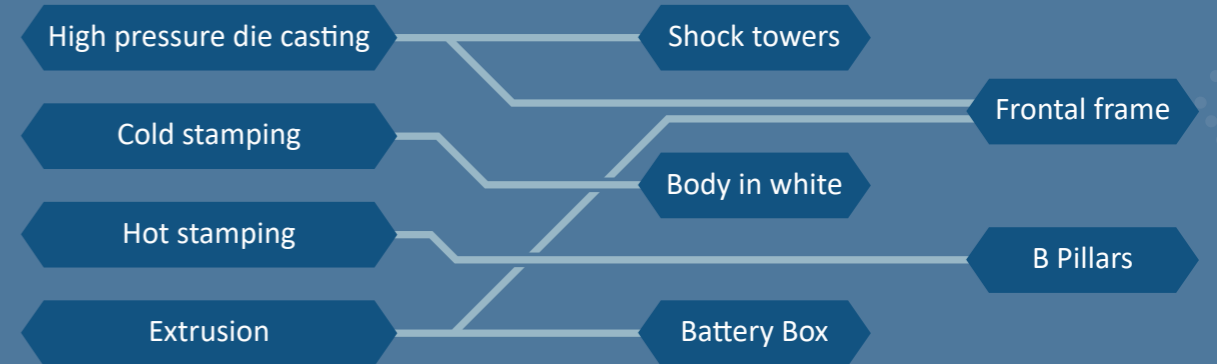 High pressure die casting
Shock towers
Frontal frame
Cold stamping
Body in white
Hot stamping
B Pillars
Extrusion
Battery Box